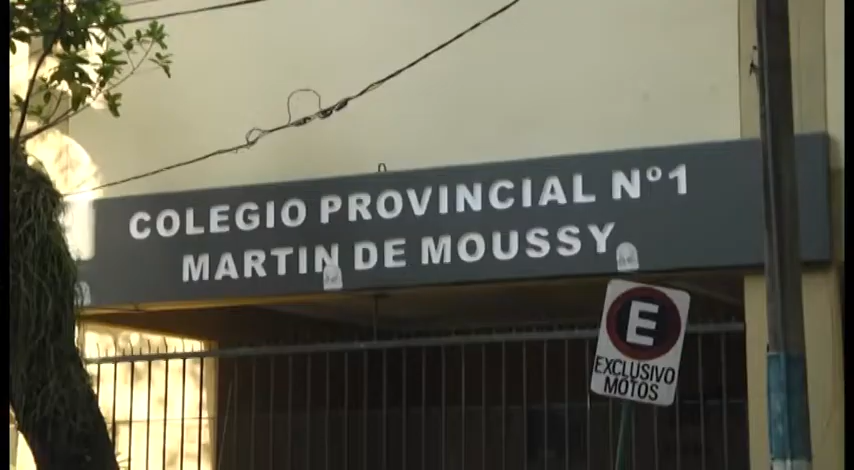 COLEGIO PROVINCIAL Nº1
MARTIN DE MOUSSY
E
EXCLUSIVO
MOTOS